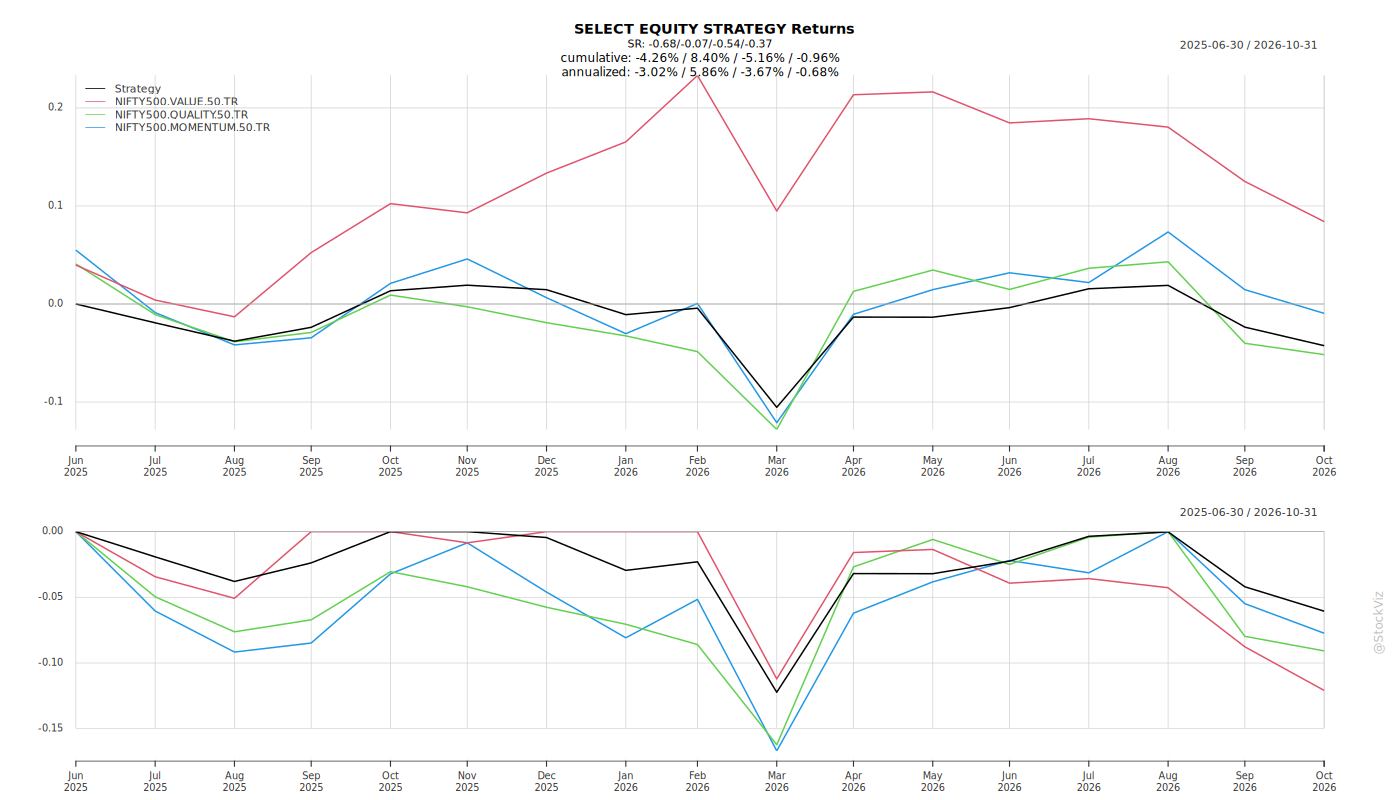 SELECT EQUITY STRATEGY Returns
SR: -0.68/-0.07/-0.54/-0.37
2025-06-30 / 2026-10-31
cumulative: -4.26% / 8.40% / -5.16% / -0.96%
annualized: -3.02% / 5.86% / -3.67% / -0.68%
Strategy
NIFTY500.VALUE.50.TR
NIFTY500.QUALITY50.TR
NIFTY500.MOMENTUM.50.TR
0.2
0.1
0.0
-0.1
Jun Jul Aug Sep Oct Nov Dec Jan Feb Mar Apr May Jun Jul Aug Sep Oct
2025 2025 2025 2025 2025 2025 2025 2026 2026 2026 2026 2026 2026 2026 2026 2026 2026
2025-06-30 / 2026-10-31
0.00
-0.05
-0.10
-0.15
Jun Jul Aug Sep Oct Nov Dec Jan Feb Mar Apr May Jun Jul Aug Sep Oct
2025 2025 2025 2025 2025 2025 2025 2026 2026 2026 2026 2026 2026 2026 2026 2026 2026
@StockViz